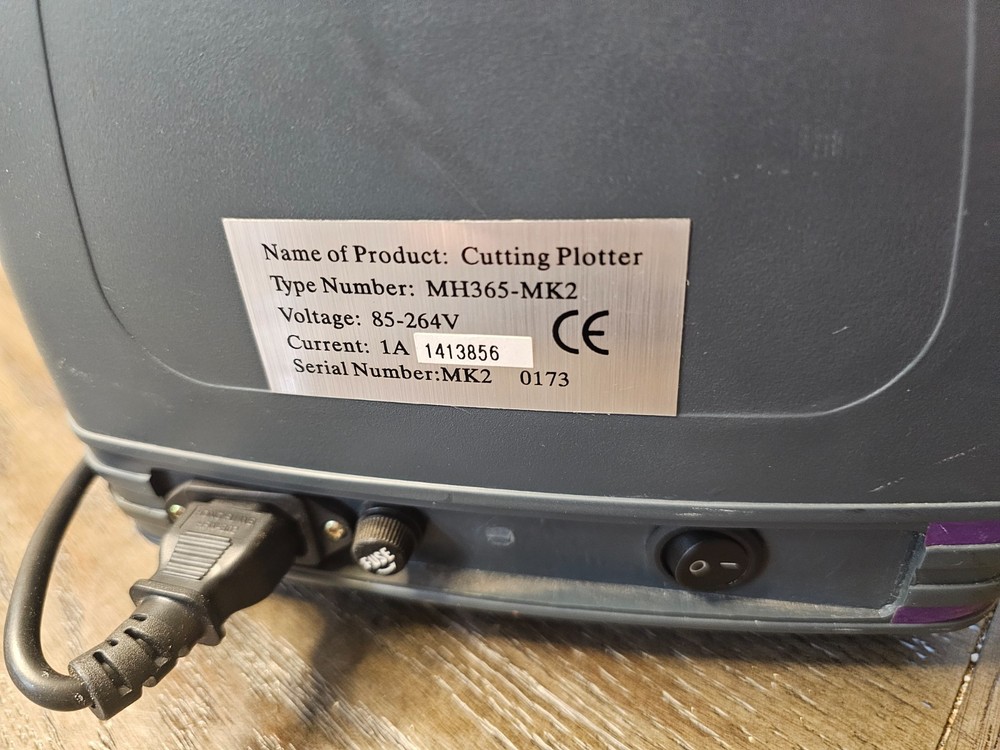 Name of Product: Cutting Plotter
Type Number: MH365-MK2
Voltage: 85-264V
CE
Current: 1A 1413856
Serial Number:MK2 0173
FUSE
O –